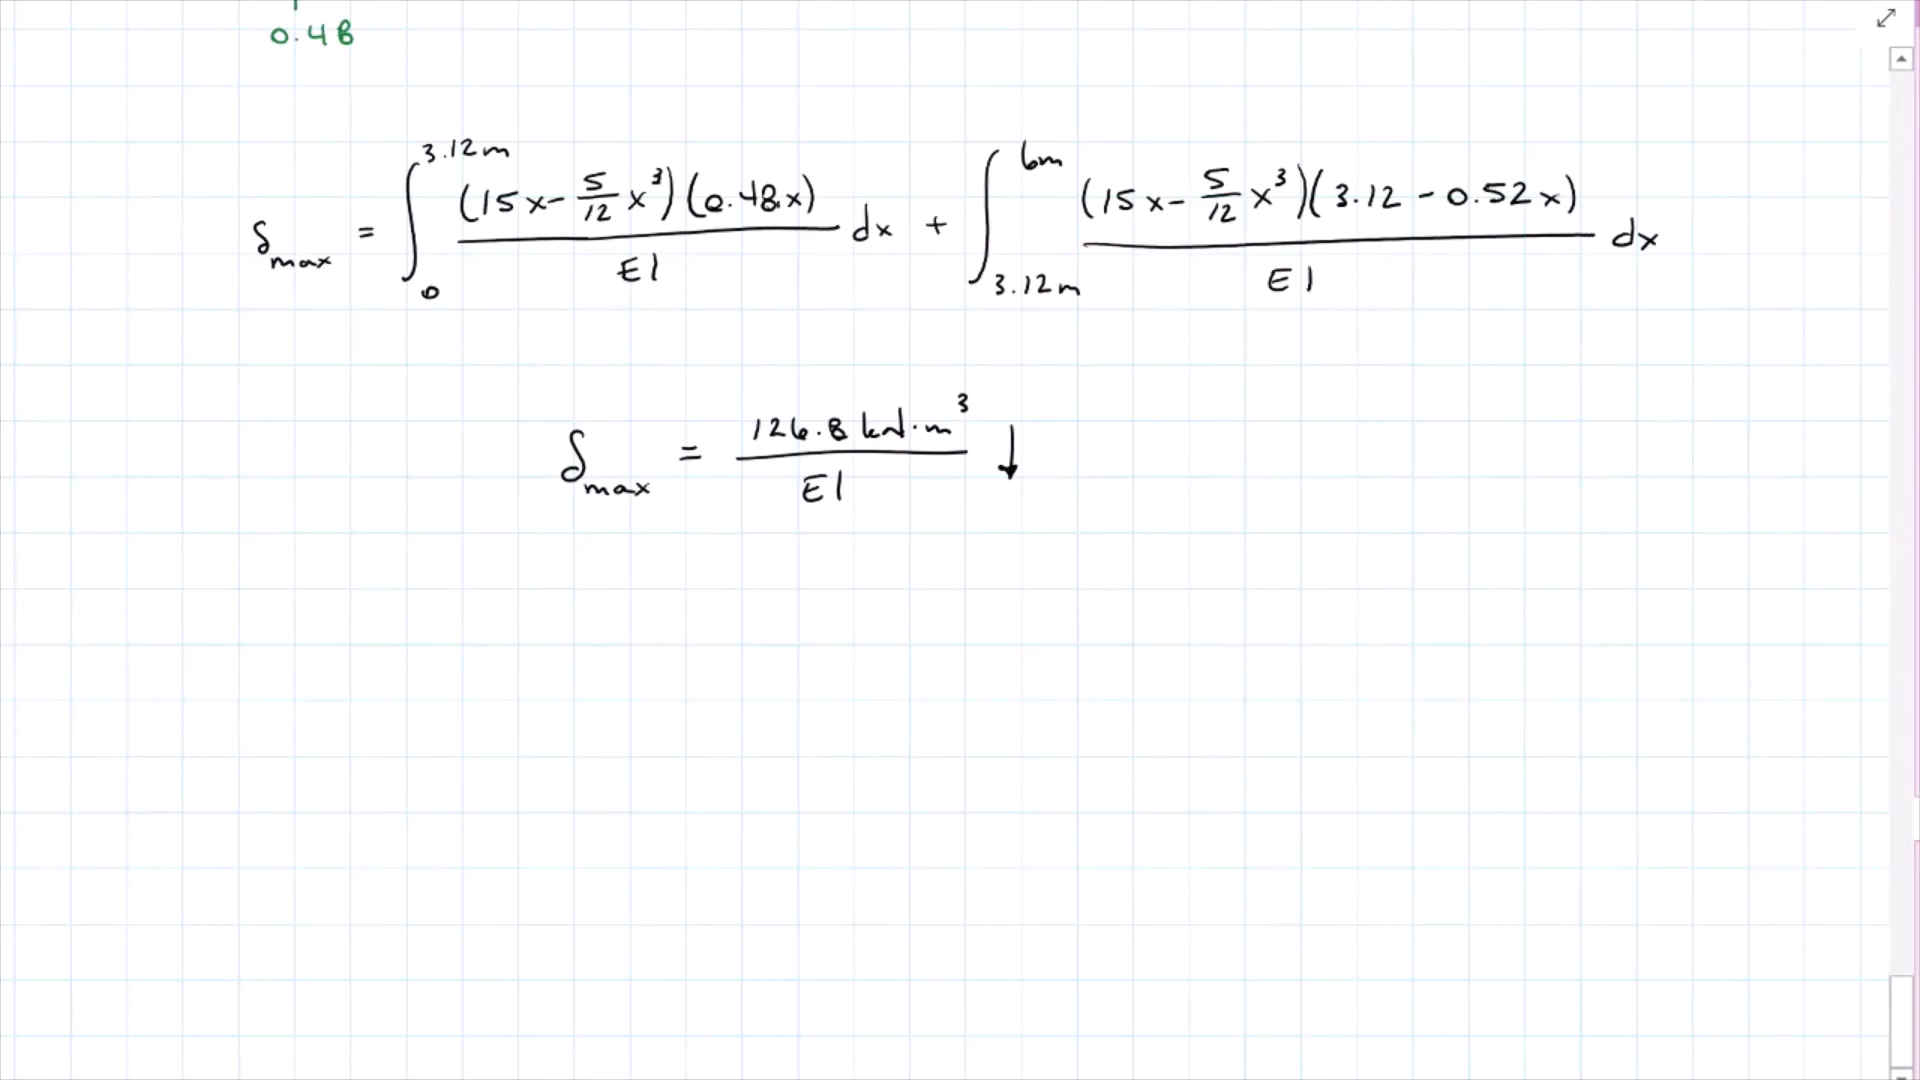 0.48
δmax = ∫₀^3.12m (15x - 5/12 x³)(0.48x) / EI dx + ∫3.12m^6m (15x - 5/12 x³)(3.12 - 0.52x) / EI dx
δmax = 126.8 kN·m³ / EI ↓